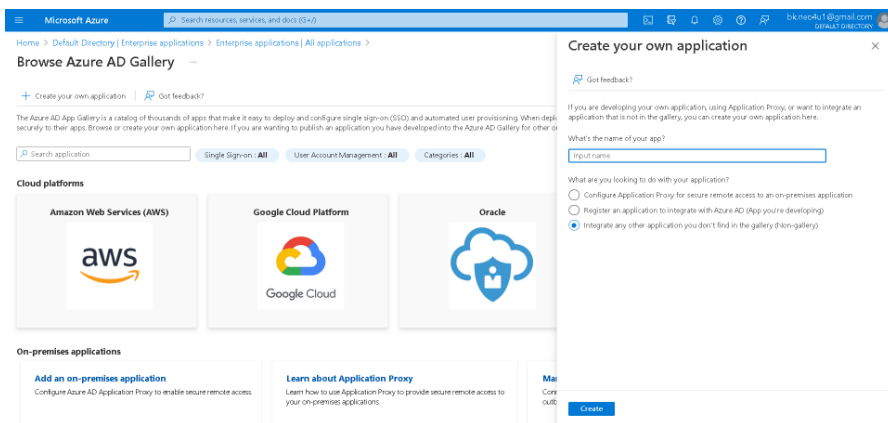 Microsoft Azure
Search resources, services, and docs (G+/)
bk.neo4u1@gmail.com
DEFAULT DIRECTORY
Home > Default Directory | Enterprise applications > Enterprise applications | All applications >
Browse Azure AD Gallery ...
+ Create your own application
Got feedback?
The Azure AD App Gallery is a catalog of thousands of apps that make it easy to deploy and configure single sign-on (SSO) and automated user provisioning. When depl
securely to their apps. Browse or create your own application here. If you are wanting to publish an application you have developed into the Azure AD Gallery for other o
Search application
Single Sign-on : All
User Account Management : All
Categories : All
Cloud platforms
Amazon Web Services (AWS)
aws
Google Cloud Platform
Google Cloud
Oracle
On-premises applications
Add an on-premises application
Configure Azure AD Application Proxy to enable secure remote access.
Learn about Application Proxy
Learn how to use Application Proxy to provide secure remote access to
your on-premises applications.
Ma
Con
outb
Create your own application
Got feedback?
If you are developing your own application, using Application Proxy, or want to integrate an
application that is not in the gallery, you can create your own application here.
What's the name of your app?
Input name
What are you looking to do with your application?
Configure Application Proxy for secure remote access to an on-premises application
Register an application to integrate with Azure AD (App you're developing)
Integrate any other application you don't find in the gallery (Non-gallery)
Create